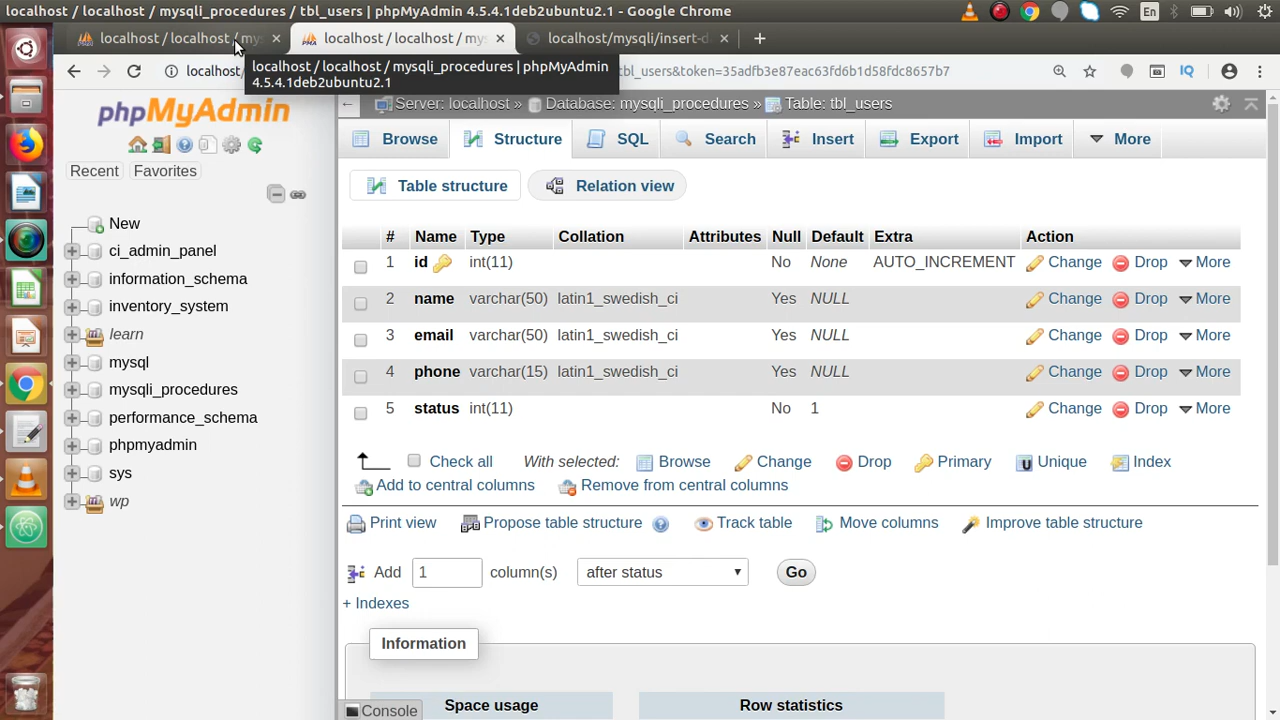 localhost / localhost / mysqli_procedures / tbl_users | phpMyAdmin 4.5.4.1deb2ubuntu2.1 - Google Chrome
En
localhost / localhost / my
localhost / localhost / my
localhost/mysqli/insert-d
localhost
tbl_users&token=35adfb3e87eac63fd6b1d58fdc8657b7
IQ
localhost / localhost / mysqli_procedures | phpMyAdmin
4.5.4.1deb2ubuntu2.1
phpMyAdmin
Recent Favorites
New
ci_admin_panel
information_schema
inventory_system
learn
mysql
mysqli_procedures
performance_schema
phpmyadmin
sys
wp
Server: localhost » Database: mysqli_procedures » Table: tbl_users
Browse Structure SQL Search Insert Export Import More
Table structure Relation view
# Name Type Collation Attributes Null Default Extra Action
1 id int(11) No None AUTO_INCREMENT Change Drop More
2 name varchar(50) latin1_swedish_ci Yes NULL Change Drop More
3 email varchar(50) latin1_swedish_ci Yes NULL Change Drop More
4 phone varchar(15) latin1_swedish_ci Yes NULL Change Drop More
5 status int(11) No 1 Change Drop More
Check all With selected: Browse Change Drop Primary Unique Index
Add to central columns Remove from central columns
Print view Propose table structure Track table Move columns Improve table structure
Add 1 column(s) after status Go
+ Indexes
Information
Space usage Row statistics
Console